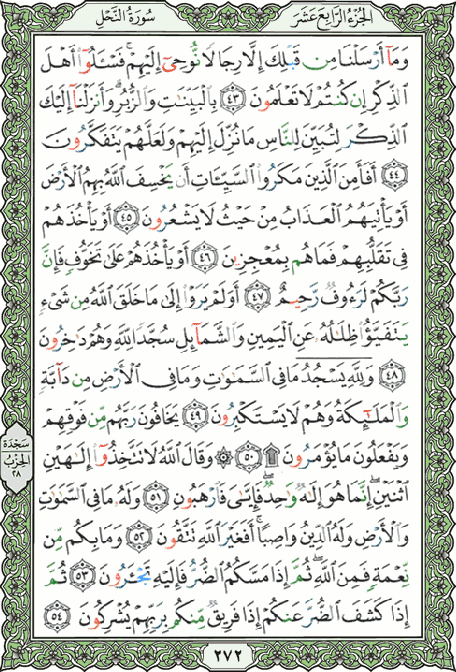 الجزء الرابع عشر
سورة النحل
وَمَآ أَرْسَلْنَا مِن قَبْلِكَ إِلَّا رِجَالًا نُّوحِىٓ إِلَيْهِمْ ۚ فَسْـَٔلُوٓا۟ أَهْلَ
ٱلذِّكْرِ إِن كُنتُمْ لَا تَعْلَمُونَ ٤٣ بِٱلْبَيِّنَـٰتِ وَٱلزُّبُرِ ۗ وَأَنزَلْنَآ إِلَيْكَ
ٱلذِّكْرَ لِتُبَيِّنَ لِلنَّاسِ مَا نُزِّلَ إِلَيْهِمْ وَلَعَلَّهُمْ يَتَفَكَّرُونَ
٤٤ أَفَأَمِنَ ٱلَّذِينَ مَكَرُوا۟ ٱلسَّيِّـَٔاتِ أَن يَخْسِفَ ٱللَّهُ بِهِمُ ٱلْأَرْضَ
أَوْ يَأْتِيَهُمُ ٱلْعَذَابُ مِنْ حَيْثُ لَا يَشْعُرُونَ ٤٥ أَوْ يَأْخُذَهُمْ
فِى تَقَلُّبِهِمْ فَمَا هُم بِمُعْجِزِينَ ٤٦ أَوْ يَأْخُذَهُمْ عَلَىٰ تَخَوُّفٍ فَإِنَّ
رَبَّكُمْ لَرَءُوفٌ رَّحِيمٌ ٤٧ أَوَلَمْ يَرَوْا۟ إِلَىٰ مَا خَلَقَ ٱللَّهُ مِن شَىْءٍ
يَتَفَيَّؤُا۟ ظِلَـٰلُهُۥ عَنِ ٱلْيَمِينِ وَٱلشَّمَآئِلِ سُجَّدًا لِّلَّهِ وَهُمْ دَٰخِرُونَ
٤٨ وَلِلَّهِ يَسْجُدُ مَا فِى ٱلسَّمَـٰوَٰتِ وَمَا فِى ٱلْأَرْضِ مِن دَآبَّةٍ
وَٱلْمَلَـٰٓئِكَةُ وَهُمْ لَا يَسْتَكْبِرُونَ ٤٩ يَخَافُونَ رَبَّهُم مِّن فَوْقِهِمْ
وَيَفْعَلُونَ مَا يُؤْمَرُونَ ۩ ٥٠ ۞ وَقَالَ ٱللَّهُ لَا تَتَّخِذُوٓا۟ إِلَـٰهَيْنِ
ٱثْنَيْنِ ۖ إِنَّمَا هُوَ إِلَـٰهٌ وَٰحِدٌ ۖ فَإِيَّـٰىَ فَٱرْهَبُونِ ٥١ وَلَهُۥ مَا فِى ٱلسَّمَـٰوَٰتِ
وَٱلْأَرْضِ وَلَهُ ٱلدِّينُ وَاصِبًا ۚ أَفَغَيْرَ ٱللَّهِ تَتَّقُونَ ٥٢ وَمَا بِكُم مِّن
نِّعْمَةٍ فَمِنَ ٱللَّهِ ۖ ثُمَّ إِذَا مَسَّكُمُ ٱلضُّرُّ فَإِلَيْهِ تَجْـَٔرُونَ ٥٣ ثُمَّ
إِذَا كَشَفَ ٱلضُّرَّ عَنكُمْ إِذَا فَرِيقٌ مِّنكُم بِرَبِّهِمْ يُشْرِكُونَ ٥٤
سجدة
الحزب
٢٨
٢٧٢